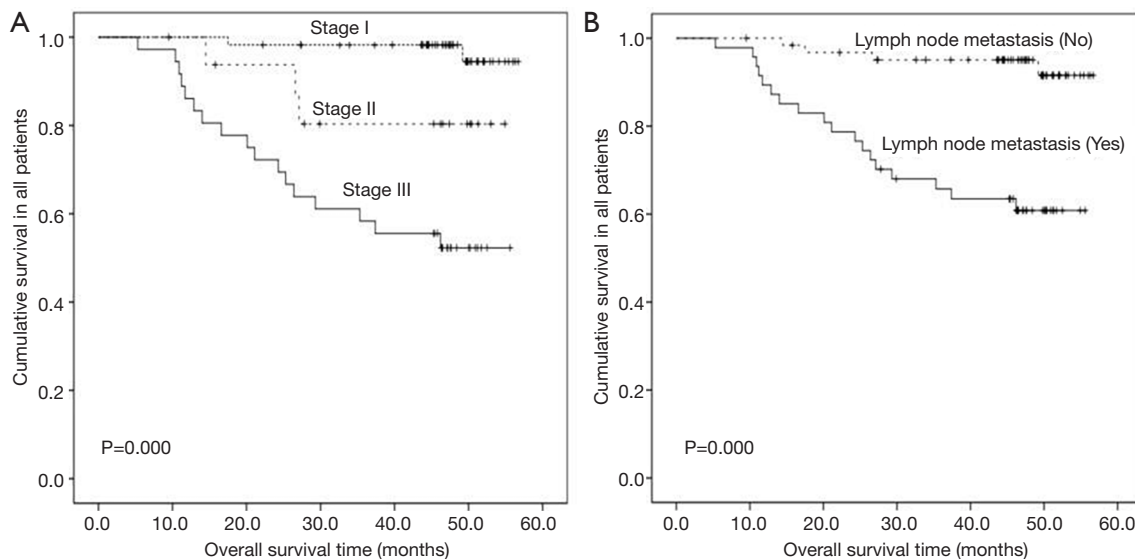 A
Cumulative survival in all patients
1.0
0.8
0.6
0.4
0.2
0.0
Stage I
Stage II
Stage III
P=0.000
0.0 10.0 20.0 30.0 40.0 50.0 60.0
Overall survival time (months)
B
Cumulative survival in all patients
1.0
0.8
0.6
0.4
0.2
0.0
Lymph node metastasis (No)
Lymph node metastasis (Yes)
P=0.000
0.0 10.0 20.0 30.0 40.0 50.0 60.0
Overall survival time (months)